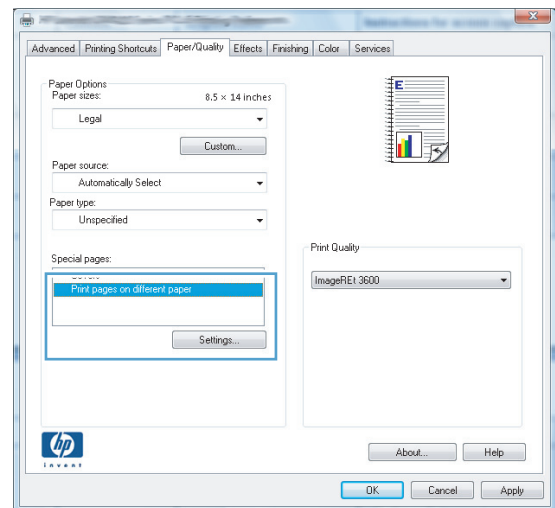 Advanced Printing Shortcuts Paper/Quality Effects Finishing Color Services
Paper Options
Paper sizes: 8.5 × 14 inches
Legal
Custom...
Paper source:
Automatically Select
Paper type:
Unspecified
Special pages:
Print pages on different paper
Settings...
E
Print Quality
ImageREt 3600
hp
invent
About... Help
OK Cancel Apply